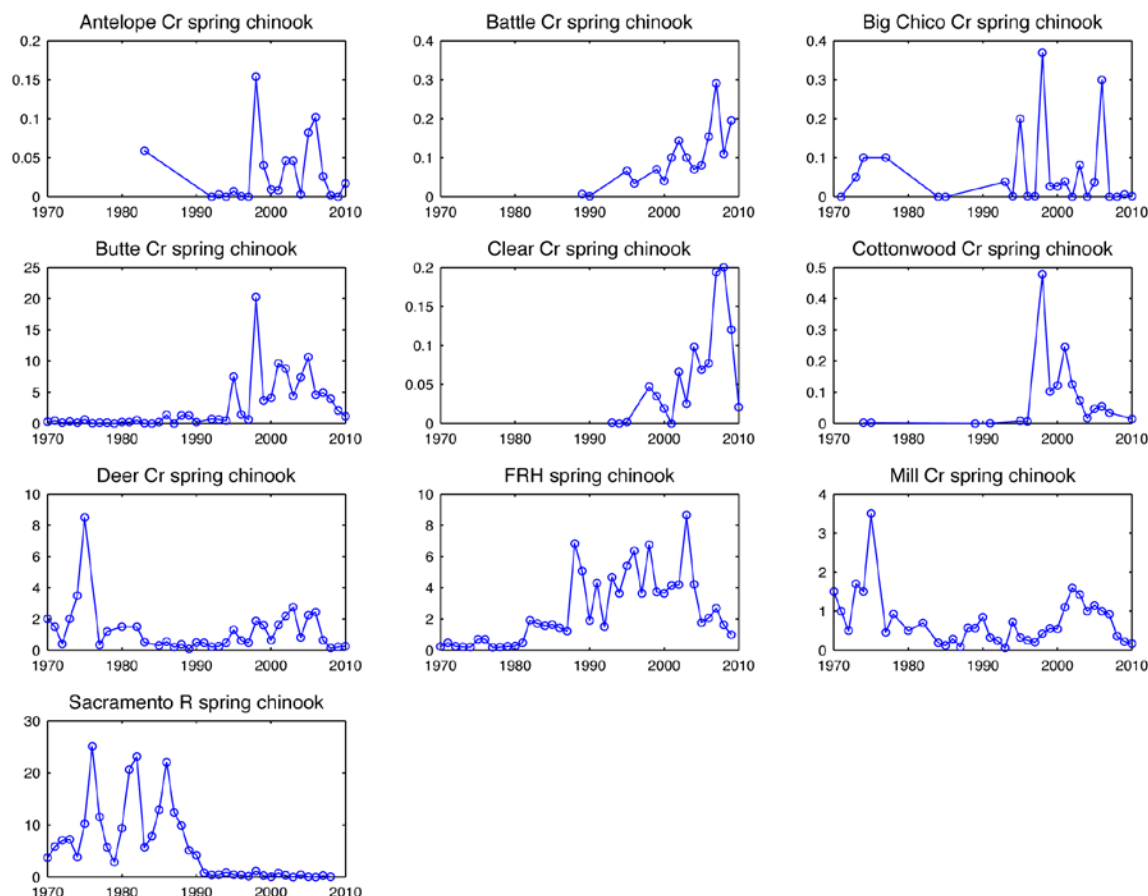 Antelope Cr spring chinook
0.2
0.15
0.1
0.05
0
1970 1980 1990 2000 2010
Battle Cr spring chinook
0.4
0.3
0.2
0.1
0
1970 1980 1990 2000 2010
Big Chico Cr spring chinook
0.4
0.3
0.2
0.1
0
1970 1980 1990 2000 2010
Butte Cr spring chinook
25
20
15
10
5
0
1970 1980 1990 2000 2010
Clear Cr spring chinook
0.2
0.15
0.1
0.05
0
1970 1980 1990 2000 2010
Cottonwood Cr spring chinook
0.5
0.4
0.3
0.2
0.1
0
1970 1980 1990 2000 2010
Deer Cr spring chinook
10
8
6
4
2
0
1970 1980 1990 2000 2010
FRH spring chinook
10
8
6
4
2
0
1970 1980 1990 2000 2010
Mill Cr spring chinook
4
3
2
1
0
1970 1980 1990 2000 2010
Sacramento R spring chinook
30
20
10
0
1970 1980 1990 2000 2010